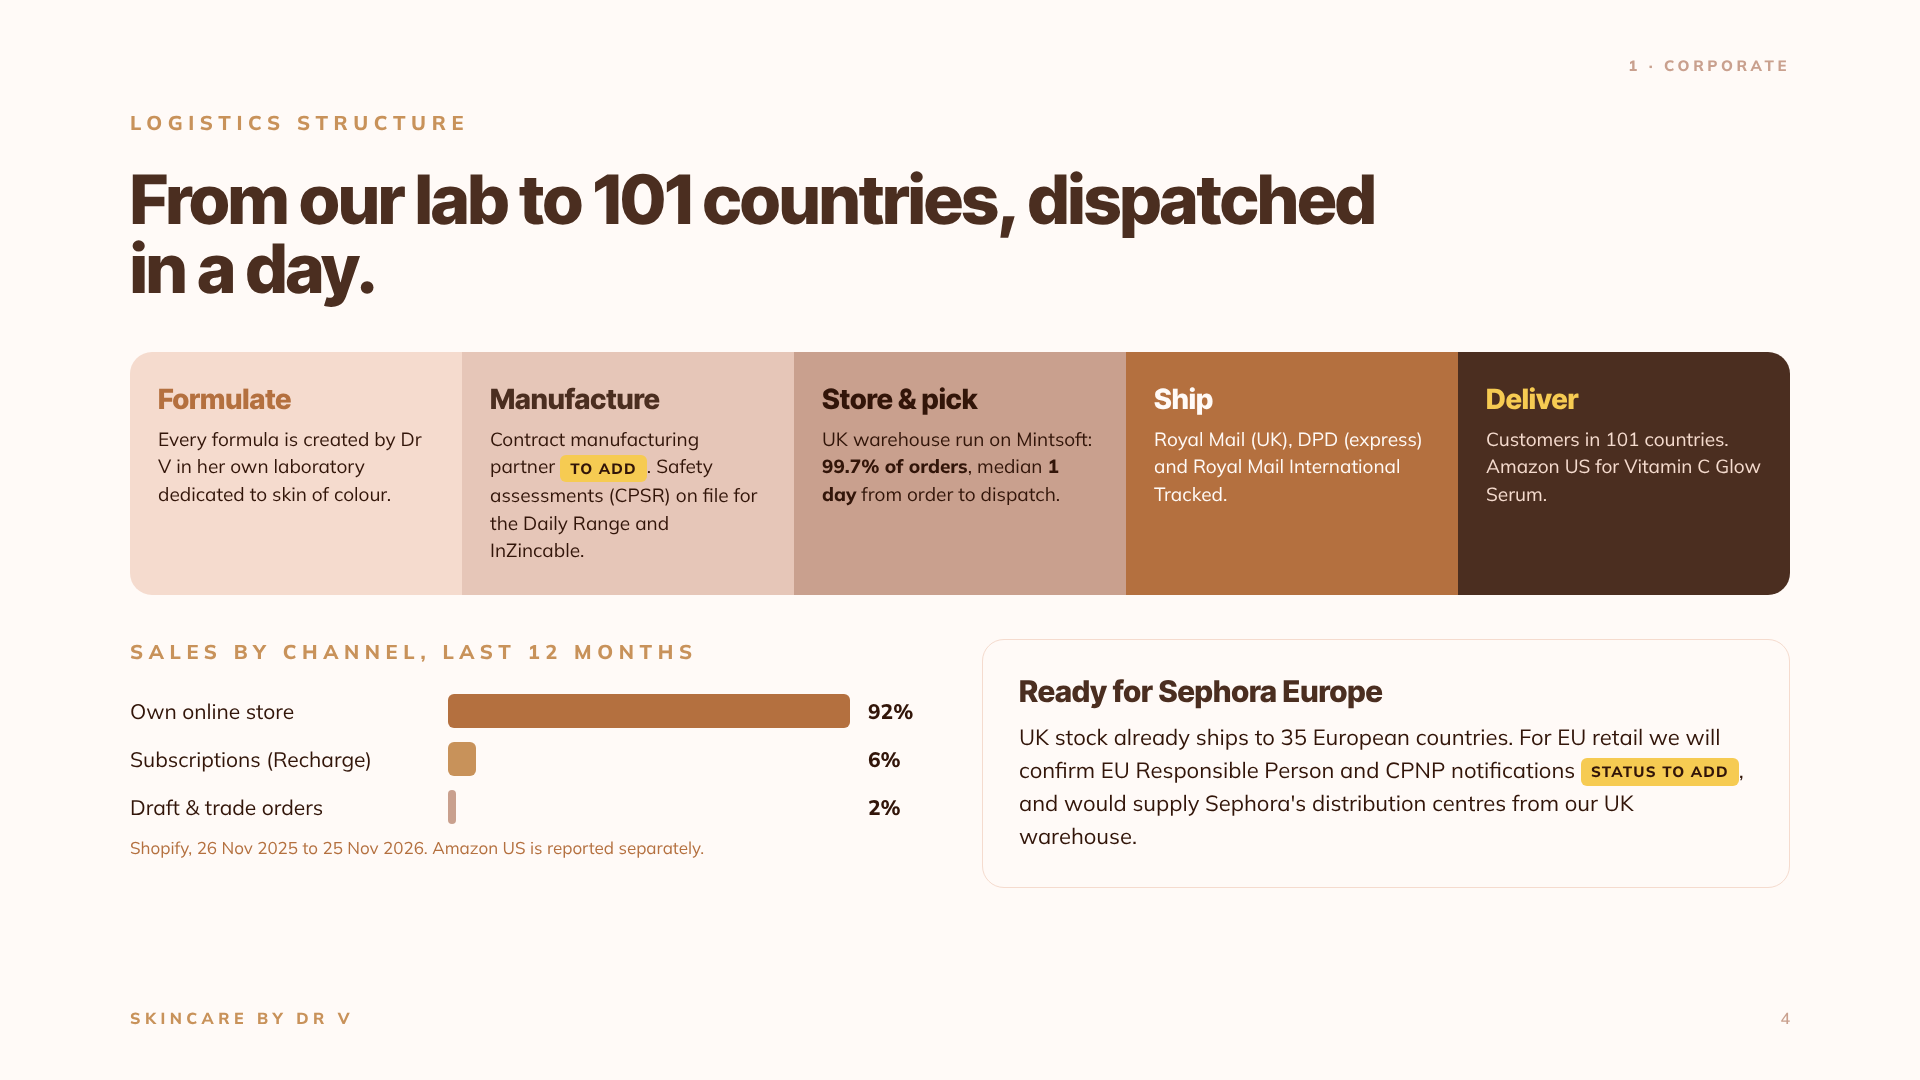 1 · CORPORATE
LOGISTICS STRUCTURE
From our lab to 101 countries, dispatched
in a day.
Formulate
Every formula is created by Dr
V in her own laboratory
dedicated to skin of colour.
Manufacture
Contract manufacturing
partner TO ADD . Safety
assessments (CPSR) on file for
the Daily Range and
InZincable.
Store & pick
UK warehouse run on Mintsoft:
99.7% of orders, median 1
day from order to dispatch.
Ship
Royal Mail (UK), DPD (express)
and Royal Mail International
Tracked.
Deliver
Customers in 101 countries.
Amazon US for Vitamin C Glow
Serum.
SALES BY CHANNEL, LAST 12 MONTHS
Own online store 92%
Subscriptions (Recharge) 6%
Draft & trade orders 2%
Shopify, 26 Nov 2025 to 25 Nov 2026. Amazon US is reported separately.
Ready for Sephora Europe
UK stock already ships to 35 European countries. For EU retail we will
confirm EU Responsible Person and CPNP notifications STATUS TO ADD ,
and would supply Sephora's distribution centres from our UK
warehouse.
SKINCARE BY DR V
4